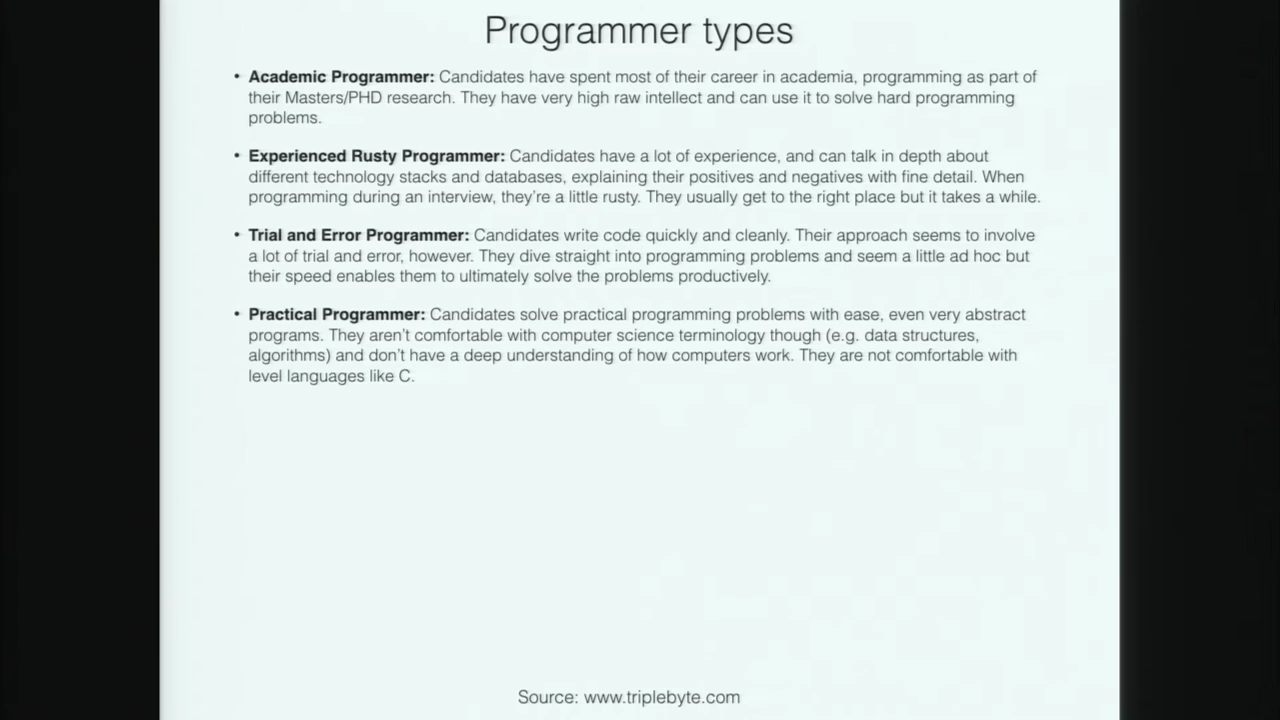 Programmer types
• Academic Programmer: Candidates have spent most of their career in academia, programming as part of
their Masters/PHD research. They have very high raw intellect and can use it to solve hard programming
problems.
• Experienced Rusty Programmer: Candidates have a lot of experience, and can talk in depth about
different technology stacks and databases, explaining their positives and negatives with fine detail. When
programming during an interview, they're a little rusty. They usually get to the right place but it takes a while.
• Trial and Error Programmer: Candidates write code quickly and cleanly. Their approach seems to involve
a lot of trial and error, however. They dive straight into programming problems and seem a little ad hoc but
their speed enables them to ultimately solve the problems productively.
• Practical Programmer: Candidates solve practical programming problems with ease, even very abstract
programs. They aren't comfortable with computer science terminology though (e.g. data structures,
algorithms) and don't have a deep understanding of how computers work. They are not comfortable with
level languages like C.
Source: www.triplebyte.com